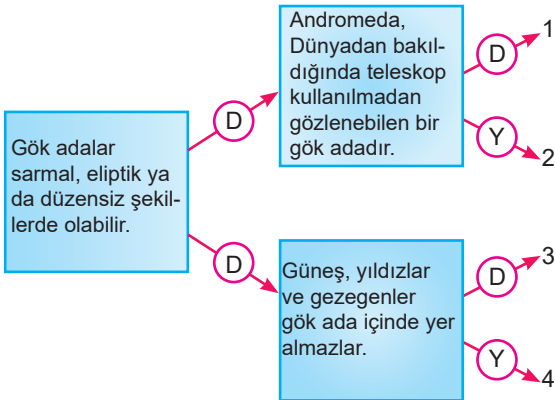 Gök adalar
sarmal, eliptik ya
da düzensiz şekil-
lerde olabilir.
D
D
Andromeda,
Dünyadan bakıl-
dığında teleskop
kullanılmadan
gözlenebilen bir
gök adadır.
D
1
Y
2
Güneş, yıldızlar
ve gezegenler
gök ada içinde yer
almazlar.
D
3
Y
4